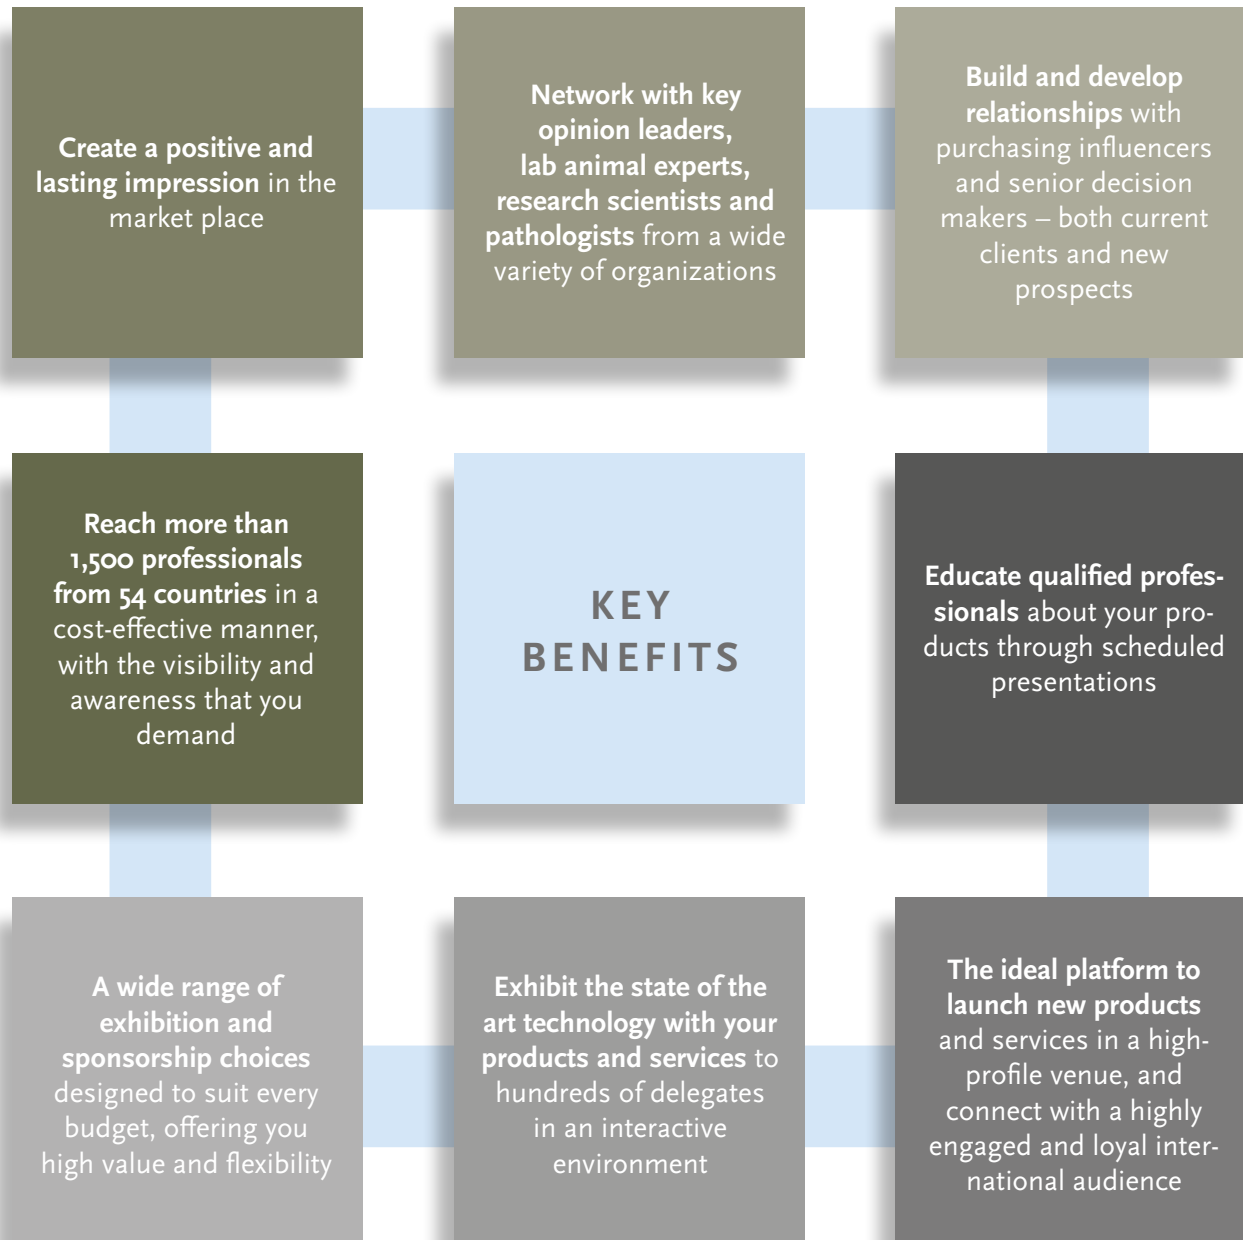 Create a positive and
lasting impression in the
market place
Network with key
opinion leaders,
lab animal experts,
research scientists and
pathologists from a wide
variety of organizations
Build and develop
relationships with
purchasing influencers
and senior decision
makers – both current
clients and new
prospects
Reach more than
1,500 professionals
from 54 countries in a
cost-effective manner,
with the visibility and
awareness that you
demand
KEY
BENEFITS
Educate qualified profes-
sionals about your pro-
ducts through scheduled
presentations
A wide range of
exhibition and
sponsorship choices
designed to suit every
budget, offering you
high value and flexibility
Exhibit the state of the
art technology with your
products and services to
hundreds of delegates
in an interactive
environment
The ideal platform to
launch new products
and services in a high-
profile venue, and
connect with a highly
engaged and loyal inter-
national audience